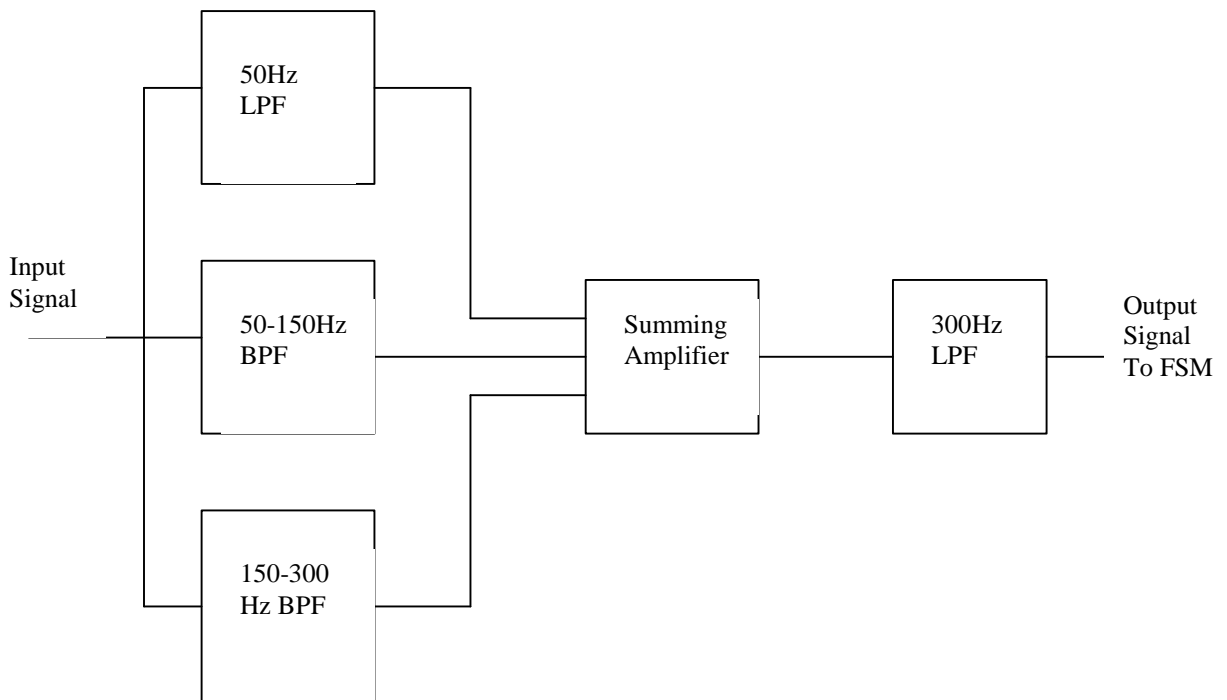 50Hz
LPF
Input
Signal
50-150Hz
BPF
Summing
Amplifier
300Hz
LPF
Output
Signal
To FSM
150-300
Hz BPF